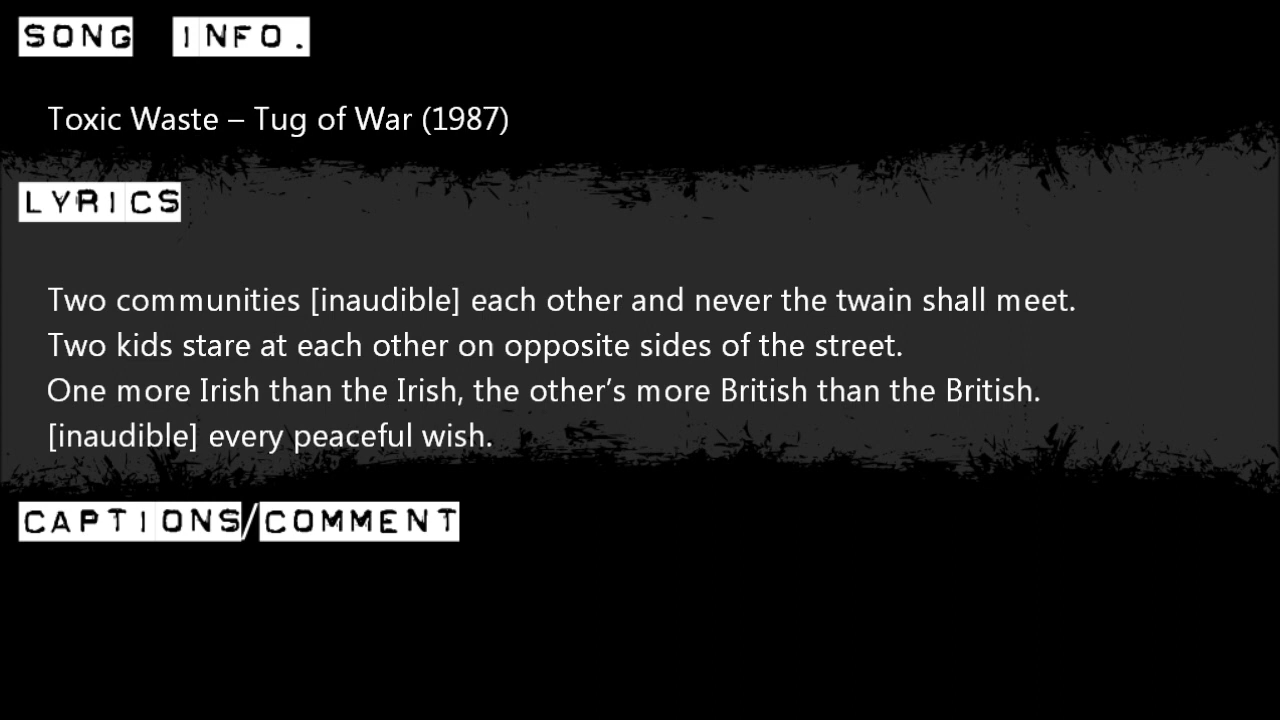 SONG INFO.
Toxic Waste – Tug of War (1987)
LYRICS
Two communities [inaudible] each other and never the twain shall meet.
Two kids stare at each other on opposite sides of the street.
One more Irish than the Irish, the other’s more British than the British.
[inaudible] every peaceful wish.
CAPTIONS/COMMENT